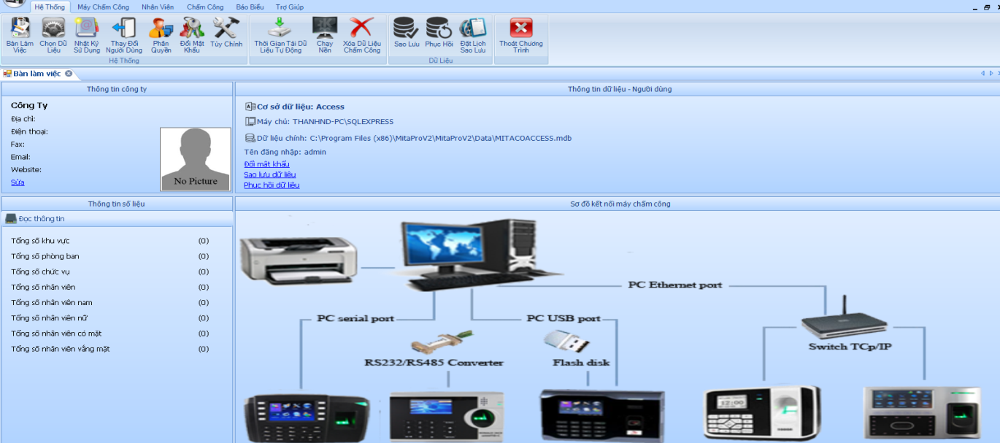 Hệ Thống Máy Chấm Công Nhân Viên Chấm Công Báo Biểu Trợ Giúp
Bàn Làm Việc
Chọn Dữ Liệu
Nhật Ký Sử Dụng
Thay Đổi Người Dùng
Phân Quyền
Đổi Mật Khẩu
Tùy Chỉnh
Thời Gian Tải Dữ Liệu Tự Động
Chạy Nền
Xóa Dữ Liệu Chấm Công
Sao Lưu
Phục Hồi
Đặt Lịch Sao Lưu
Thoát Chương Trình
Hệ Thống
Dữ Liệu
Bàn làm việc
Thông tin công ty
Công Ty
Địa chỉ:
Điện thoại:
Fax:
Email:
Website:
Sửa
No Picture
Thông tin dữ liệu - Người dùng
Cơ sở dữ liệu: Access
Máy chủ: THANHND-PC\SQLEXPRESS
Dữ liệu chính: C:\Program Files (x86)\MitaProV2\MitaProV2\Data\MITACOACCESS.mdb
Tên đăng nhập: admin
Đổi mật khẩu
Sao lưu dữ liệu
Phục hồi dữ liệu
Thông tin số liệu
Đọc thông tin
Tổng số khu vực (0)
Tổng số phòng ban (0)
Tổng số chức vụ (0)
Tổng số nhân viên (0)
Tổng số nhân viên nam (0)
Tổng số nhân viên nữ (0)
Tổng số nhân viên có mặt (0)
Tổng số nhân viên vắng mặt (0)
Sơ đồ kết nối máy chấm công
PC Ethernet port
PC serial port
PC USB port
Switch TCp/IP
RS232/RS485 Converter
Flash disk
12:00